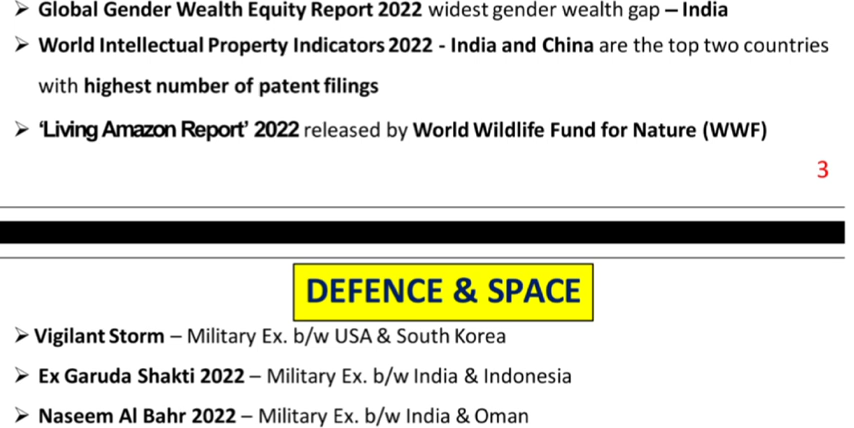 ➢ Global Gender Wealth Equity Report 2022 widest gender wealth gap – India
➢ World Intellectual Property Indicators 2022 - India and China are the top two countries
with highest number of patent filings
➢ ‘Living Amazon Report’ 2022 released by World Wildlife Fund for Nature (WWF)
3
DEFENCE & SPACE
➢ Vigilant Storm – Military Ex. b/w USA & South Korea
➢ Ex Garuda Shakti 2022 – Military Ex. b/w India & Indonesia
➢ Naseem Al Bahr 2022 – Military Ex. b/w India & Oman